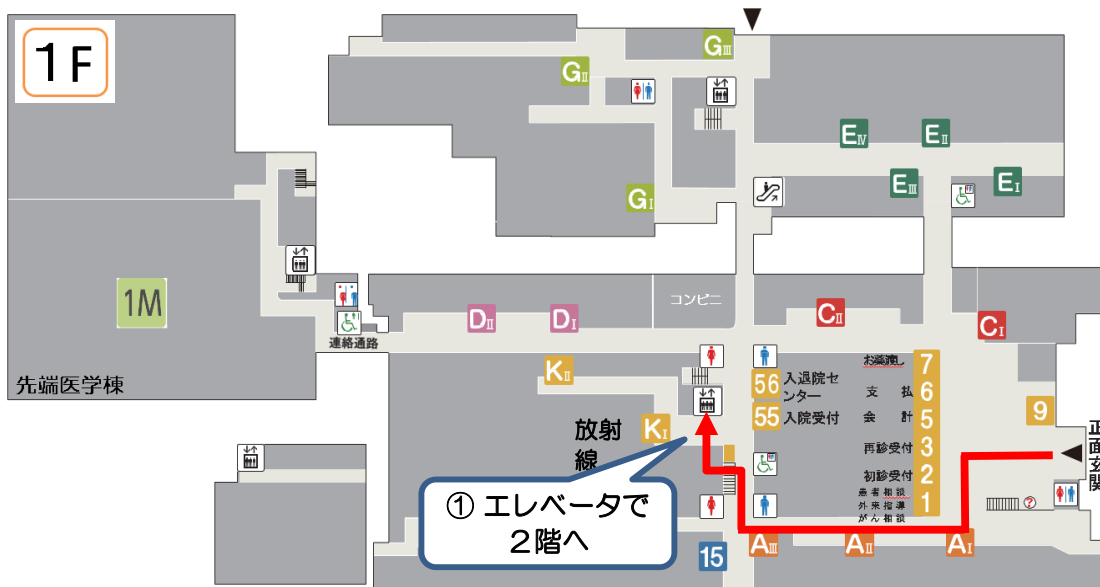 1F
GⅢ
GⅡ
GⅠ
EⅣ
EⅡ
EⅢ
EⅠ
1M
先端医学棟
連絡通路
DⅡ
DⅠ
コンビニ
CⅡ
CⅠ
KⅡ
KⅠ
放射
線
56 入退院セ
ンター
55 入院受付
お薬渡し 7
支 払 6
会 計 5
再診受付 3
初診受付 2
患者相談 1
外来指導
がん相談
9
正面玄関
?
① エレベータで
２階へ
15
AⅢ
AⅡ
AⅠ